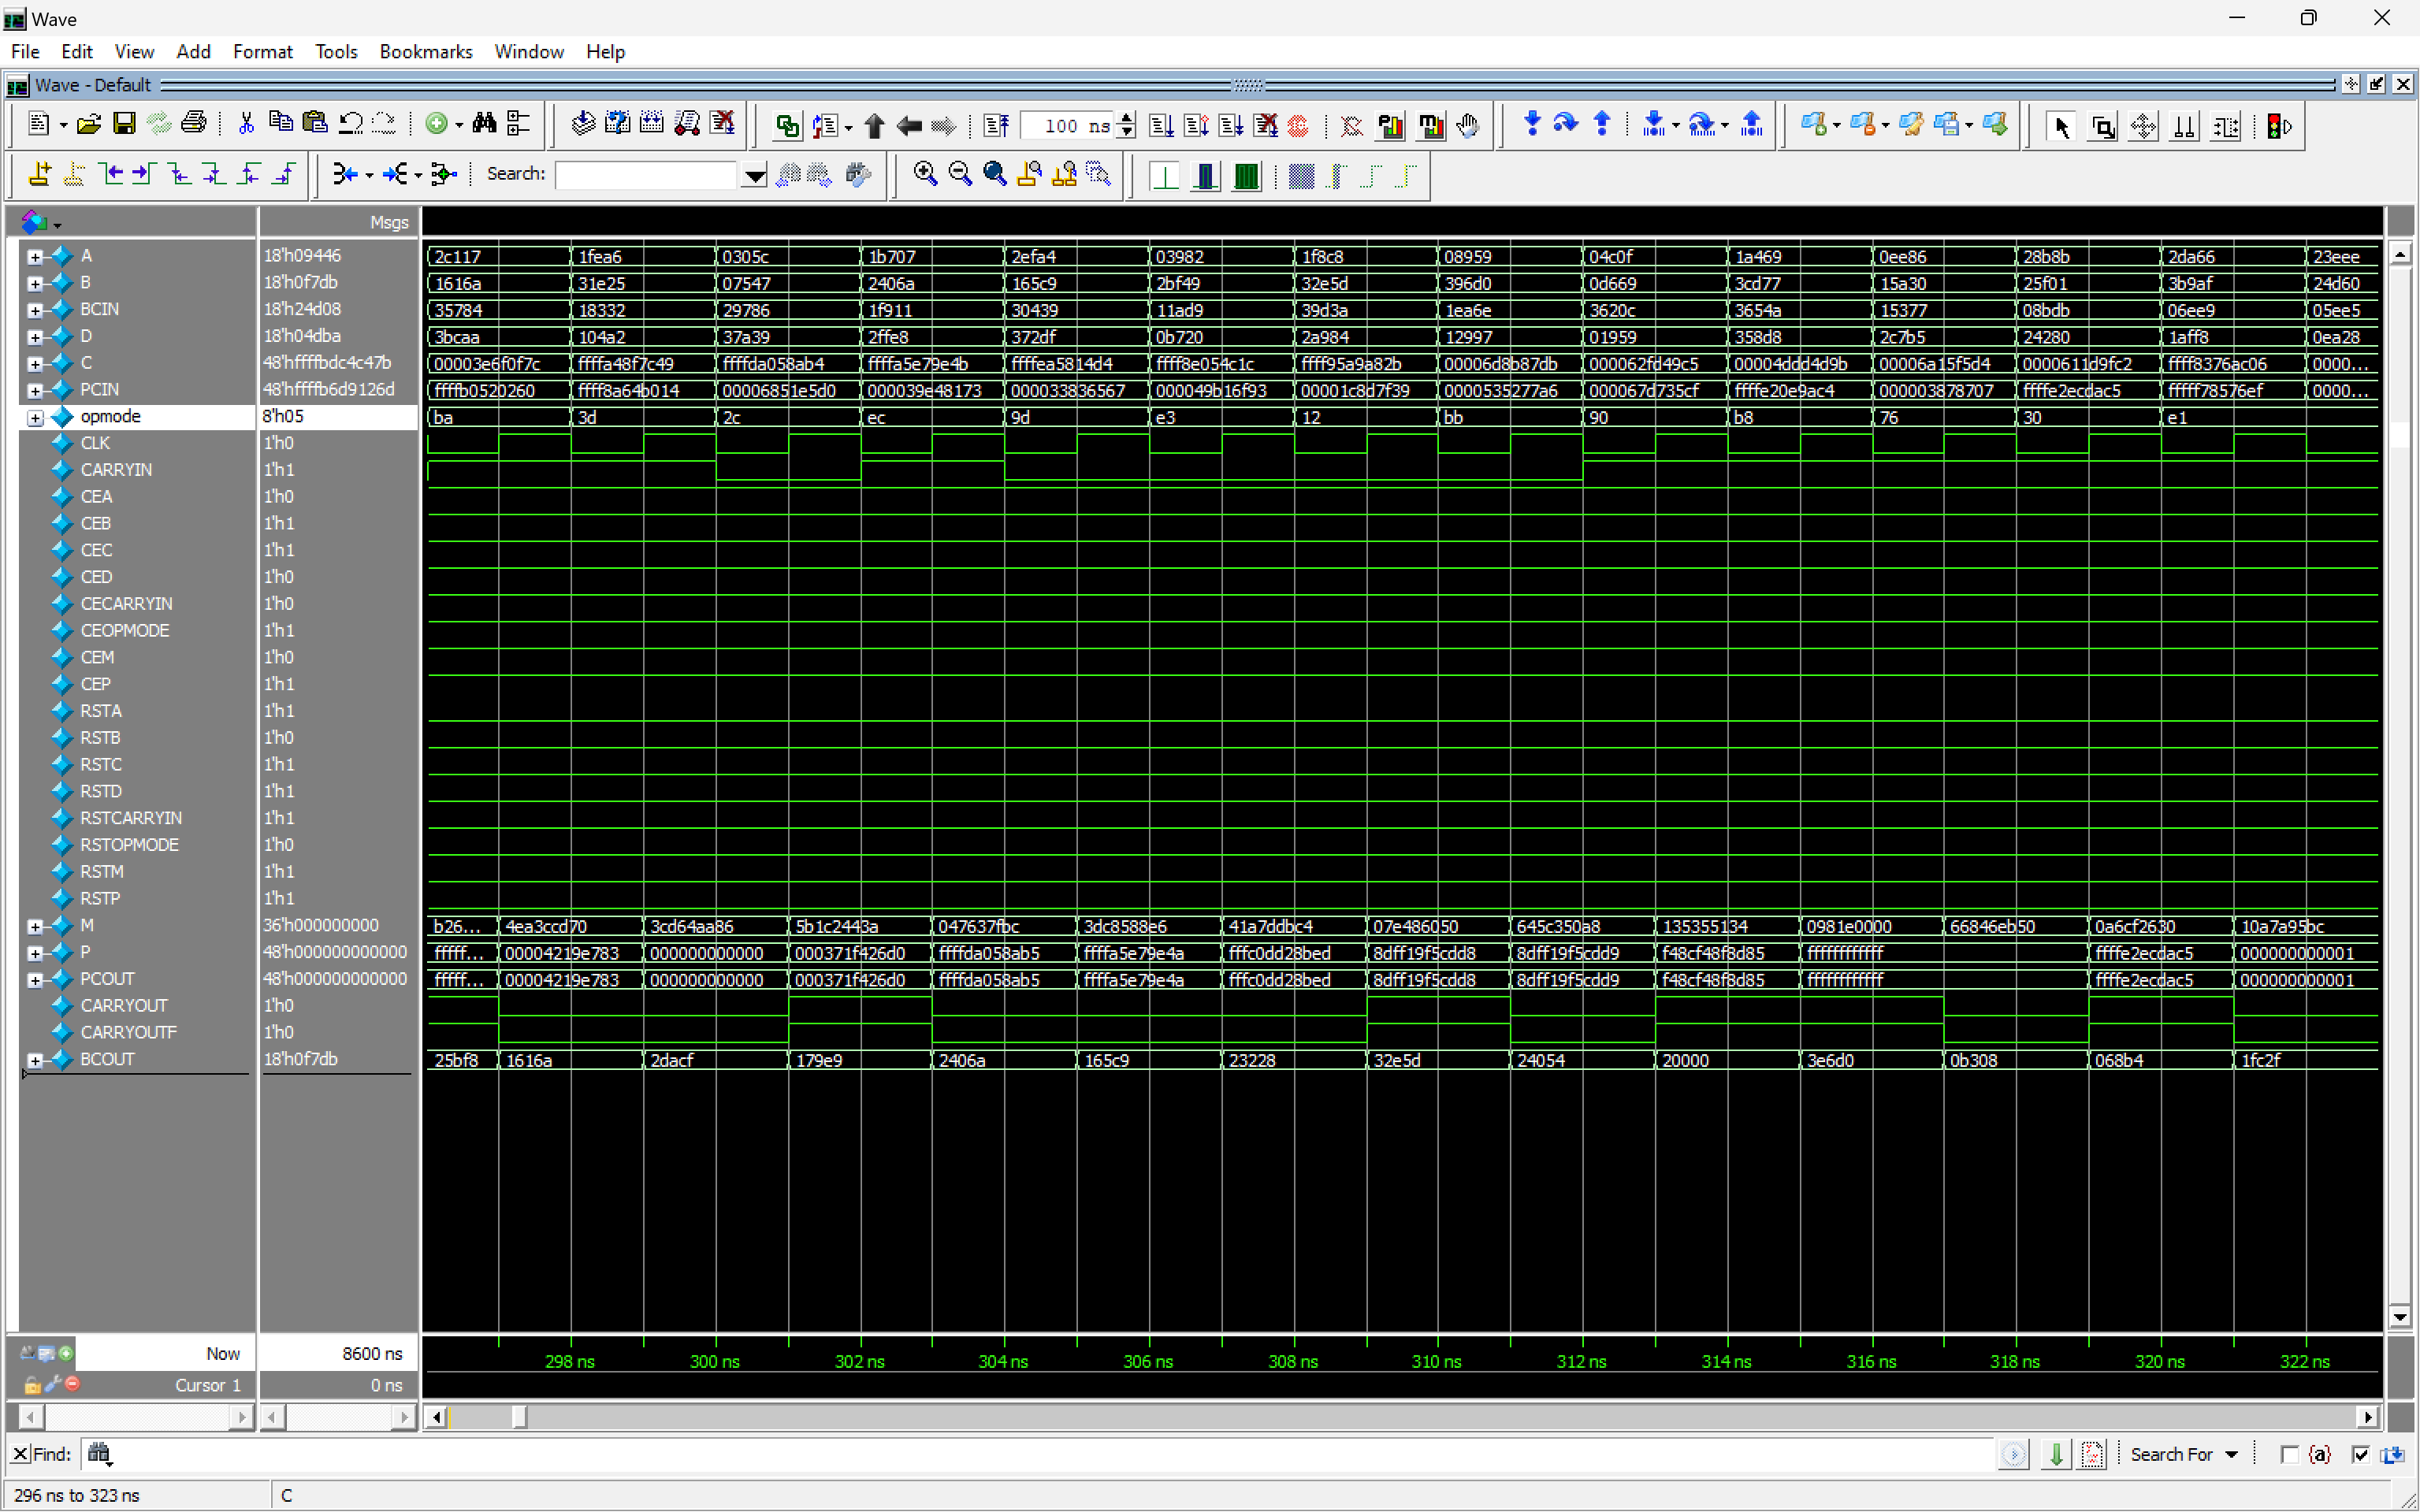 Wave
File Edit View Add Format Tools Bookmarks Window Help
Wave - Default
100 ns
Search:
Msgs
A 18'h09446 2c117 1fea6 0305c 1b707 2efa4 03982 1f8c8 08959 04c0f 1a469 0ee86 28b8b 2da66 23eee
B 18'h0f7db 1616a 31e25 07547 2406a 165c9 2bf49 32e5d 396d0 0d669 3cd77 15a30 25f01 3b9af 24d60
BCIN 18'h24d08 35784 18332 29786 1f911 30439 11ad9 39d3a 1ea6e 3620c 3654a 15377 08bdb 06ee9 05ee5
D 18'h04dba 3bcaa 104a2 37a39 2ffe8 372df 0b720 2a984 12997 01959 358d8 2c7b5 24280 1aff8 0ea28
C 48'hffffbdc4c47b 00003e6f0f7c ffffa48f7c49 ffffda058ab4 ffffa5e79e4b ffffea5814d4 ffff8e054c1c ffff95a9a82b 00006d8b87db 000062fd49c5 00004ddd4d9b 00006a15f5d4 0000611d9fc2 ffff8376ac06 0000...
PCIN 48'hffffb6d9126d ffffb0520260 ffff8a64b014 00006851e5d0 000039e48173 000033836567 000049b16f93 00001c8d7f39 0000535277a6 000067d735cf ffffe20e9ac4 000003878707 ffffe2ecdac5 fffff78576ef 0000...
opmode 8'h05 ba 3d 2c ec 9d e3 12 bb 90 b8 76 30 e1
CLK 1'h0
CARRYIN 1'h1
CEA 1'h0
CEB 1'h1
CEC 1'h1
CED 1'h0
CECARRYIN 1'h0
CEOPMODE 1'h1
CEM 1'h0
CEP 1'h1
RSTA 1'h1
RSTB 1'h0
RSTC 1'h1
RSTD 1'h1
RSTCARRYIN 1'h1
RSTOPMODE 1'h0
RSTM 1'h1
RSTP 1'h1
M 36'h000000000 b26... 4ea3ccd70 3cd64aa86 5b1c2443a 047637fbc 3dc8588e6 41a7ddbc4 07e486050 645c350a8 135355134 0981e0000 66846eb50 0a6cf2630 10a7a95bc
P 48'h000000000000 fffff... 00004219e783 000000000000 000371f426d0 ffffda058ab5 ffffa5e79e4a fffc0dd28bed 8dff19f5cdd8 8dff19f5cdd9 f48cf48f8d85 ffffffffffff ffffe2ecdac5 000000000001
PCOUT 48'h000000000000 fffff... 00004219e783 000000000000 000371f426d0 ffffda058ab5 ffffa5e79e4a fffc0dd28bed 8dff19f5cdd8 8dff19f5cdd9 f48cf48f8d85 ffffffffffff ffffe2ecdac5 000000000001
CARRYOUT 1'h0
CARRYOUTF 1'h0
BCOUT 18'h0f7db 25bf8 1616a 2dacf 179e9 2406a 165c9 23228 32e5d 24054 20000 3e6d0 0b308 068b4 1fc2f
Now 8600 ns 298 ns 300 ns 302 ns 304 ns 306 ns 308 ns 310 ns 312 ns 314 ns 316 ns 318 ns 320 ns 322 ns
Cursor 1 0 ns
Find: Search For {a}
296 ns to 323 ns C